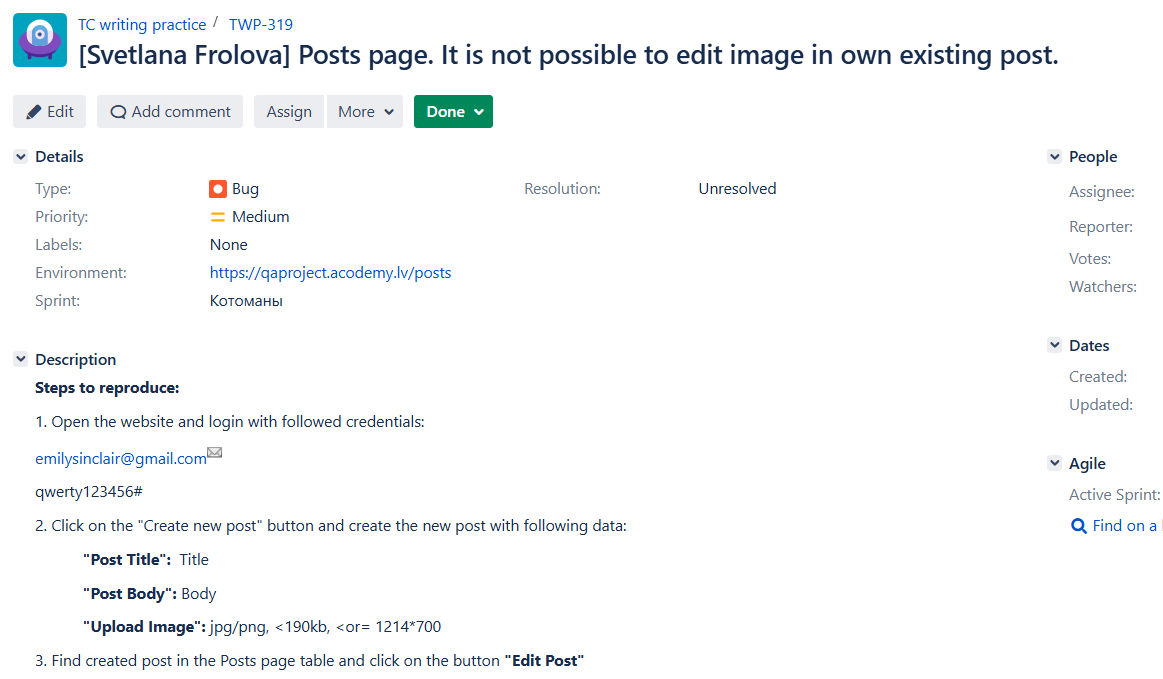 TC writing practice / TWP-319
[Svetlana Frolova] Posts page. It is not possible to edit image in own existing post.
Edit Add comment Assign More Done
Details
Type: Bug Resolution: Unresolved
Priority: Medium
Labels: None
Environment: https://qaproject.acodemy.lv/posts
Sprint: Котоманы
Description
Steps to reproduce:
1. Open the website and login with followed credentials:
emilysinclair@gmail.com
qwerty123456#
2. Click on the "Create new post" button and create the new post with following data:
"Post Title": Title
"Post Body": Body
"Upload Image": jpg/png, <190kb, <or= 1214*700
3. Find created post in the Posts page table and click on the button "Edit Post"
People
Assignee:
Reporter:
Votes:
Watchers:
Dates
Created:
Updated:
Agile
Active Sprint:
Find on a